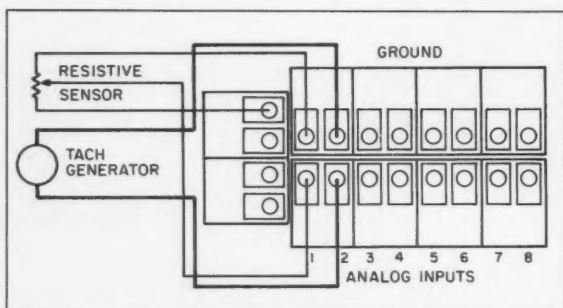 GROUND
RESISTIVE
SENSOR
TACH
GENERATOR
1 2 3 4 5 6 7 8
ANALOG INPUTS